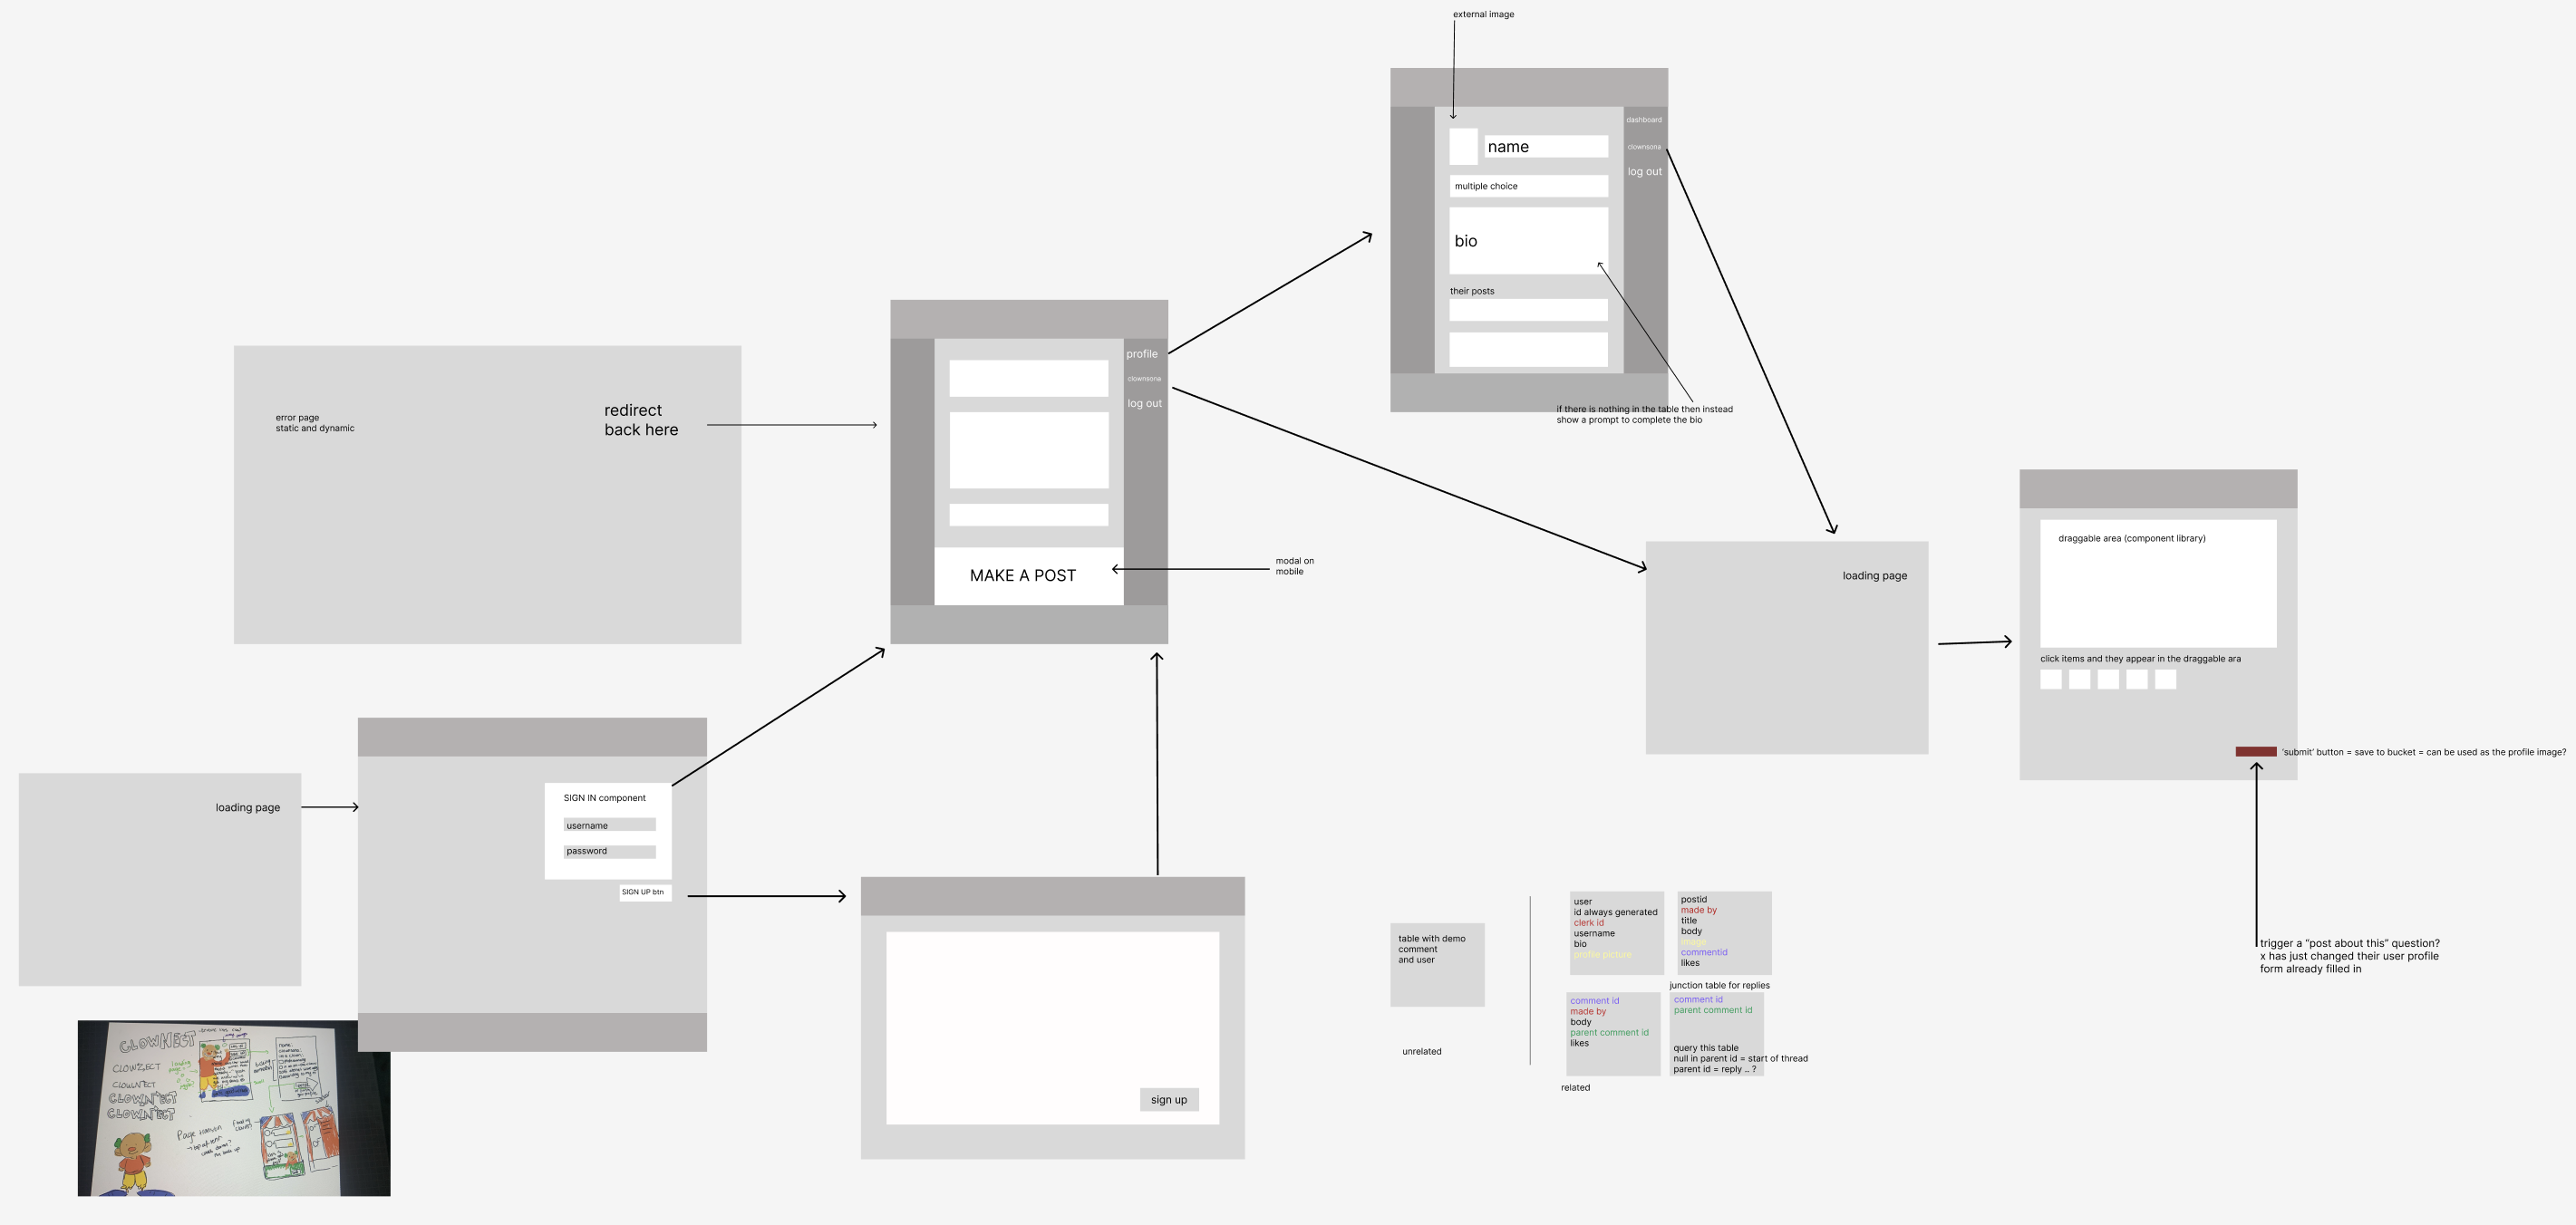 external image
dashboard
name
clownsona
log out
multiple choice
bio
their posts
if there is nothing in the table then instead
show a prompt to complete the bio
error page
static and dynamic
redirect
back here
profile
clownsona
log out
MAKE A POST
modal on
mobile
loading page
draggable area (component library)
click items and they appear in the draggable ara
'submit' button = save to bucket = can be used as the profile image?
trigger a "post about this" question?
x has just changed their user profile
form already filled in
loading page
SIGN IN component
username
password
SIGN UP btn
sign up
table with demo
comment
and user
unrelated
user
id always generated
clerk id
username
bio
profile picture
postid
made by
title
body
image
commentid
likes
junction table for replies
comment id
made by
body
parent comment id
likes
comment id
parent comment id
query this table
null in parent id = start of thread
parent id = reply .. ?
related
CLOWNECT
CLOWNECT
Page transition